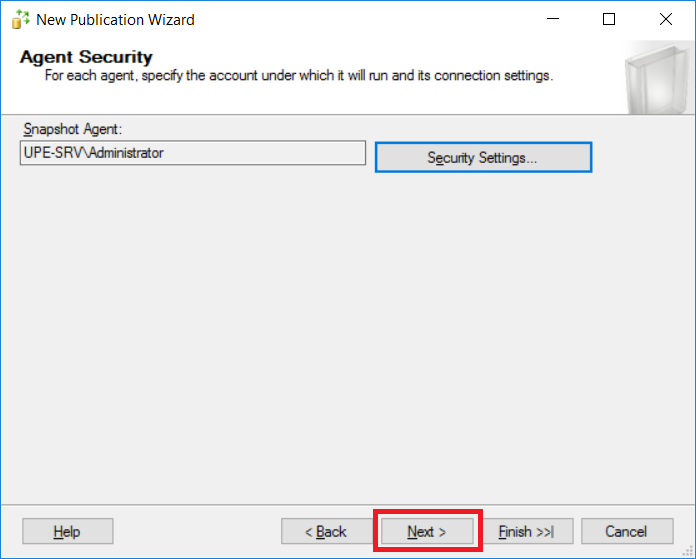 New Publication Wizard
Agent Security
For each agent, specify the account under which it will run and its connection settings.
Snapshot Agent:
UPE-SRV\Administrator
Security Settings...
Help
< Back
Next >
Finish >>|
Cancel